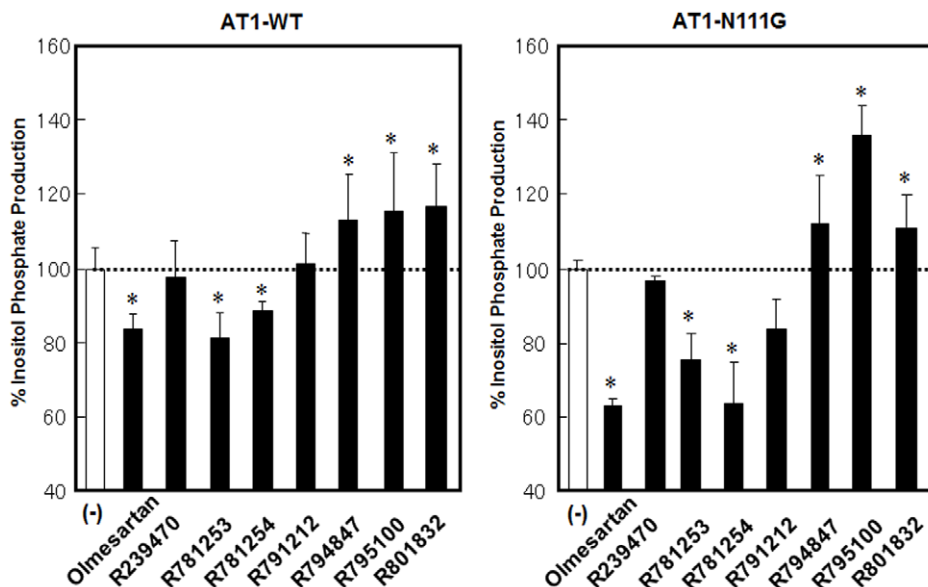 AT1-WT
% Inositol Phosphate Production
160
140
120
100
80
60
40
*
*
*
*
*
*
(-)
Olmesartan
R239470
R781253
R781254
R791212
R794847
R795100
R801832
AT1-N111G
% Inositol Phosphate Production
160
140
120
100
80
60
40
*
*
*
*
*
*
(-)
Olmesartan
R239470
R781253
R781254
R791212
R794847
R795100
R801832